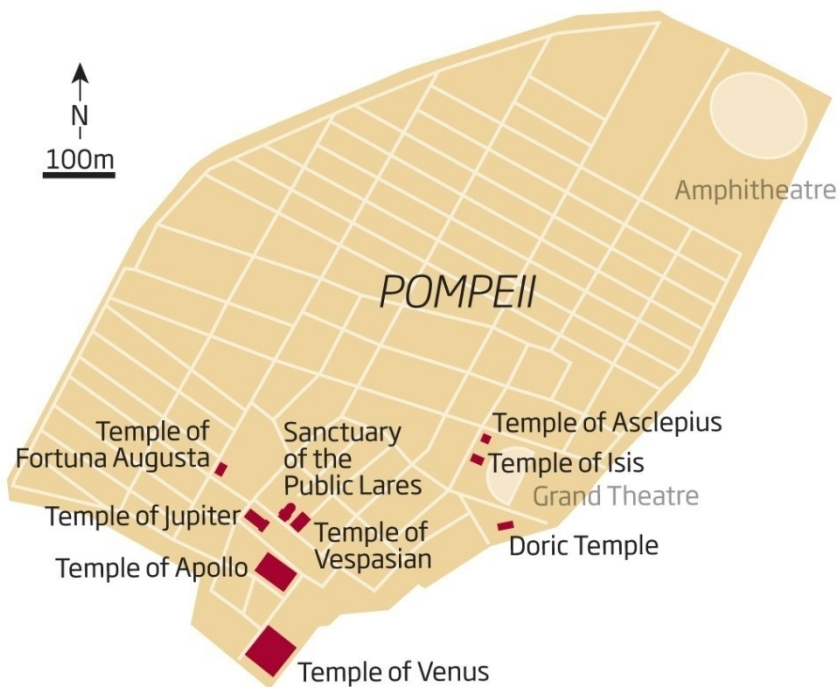 N
100m
Amphitheatre
POMPEII
Temple of
Fortuna Augusta
Sanctuary
of the
Public Lares
Temple of Asclepius
Temple of Isis
Grand Theatre
Temple of Jupiter
Temple of
Vespasian
Doric Temple
Temple of Apollo
Temple of Venus